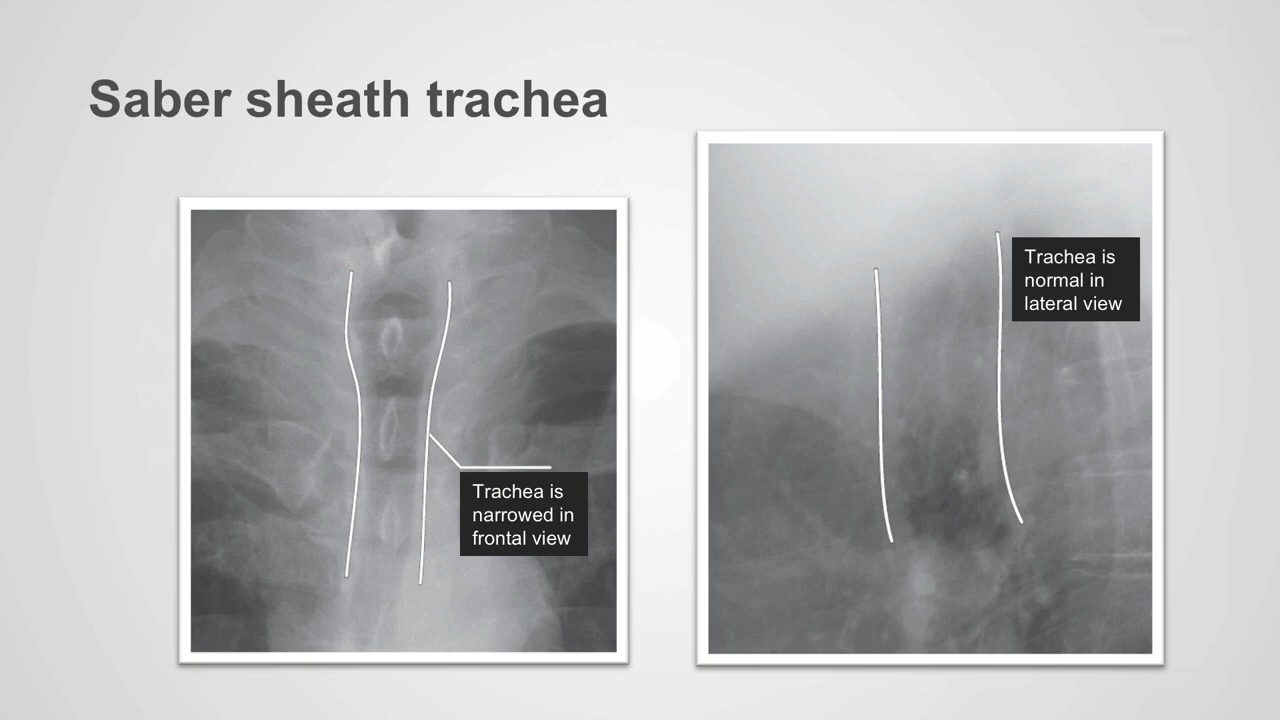 Saber sheath trachea
Trachea is
narrowed in
frontal view
Trachea is
normal in
lateral view